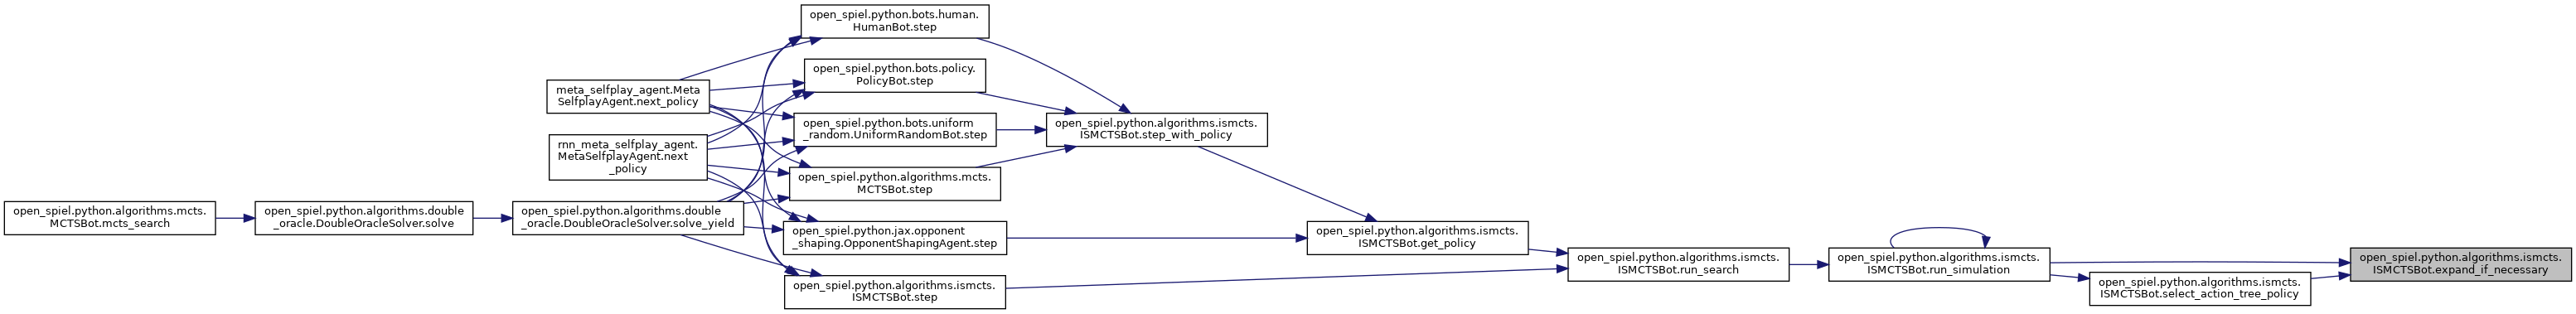 open_spiel.python.bots.human.
HumanBot.step
open_spiel.python.bots.policy.
PolicyBot.step
meta_selfplay_agent.Meta
SelfplayAgent.next_policy
open_spiel.python.bots.uniform
_random.UniformRandomBot.step
open_spiel.python.algorithms.ismcts.
ISMCTSBot.step_with_policy
rnn_meta_selfplay_agent.
MetaSelfplayAgent.next
_policy
open_spiel.python.algorithms.mcts.
MCTSBot.step
open_spiel.python.algorithms.mcts.
MCTSBot.mcts_search
open_spiel.python.algorithms.double
_oracle.DoubleOracleSolver.solve
open_spiel.python.algorithms.double
_oracle.DoubleOracleSolver.solve_yield
open_spiel.python.jax.opponent
_shaping.OpponentShapingAgent.step
open_spiel.python.algorithms.ismcts.
ISMCTSBot.get_policy
open_spiel.python.algorithms.ismcts.
ISMCTSBot.run_search
open_spiel.python.algorithms.ismcts.
ISMCTSBot.run_simulation
open_spiel.python.algorithms.ismcts.
ISMCTSBot.expand_if_necessary
open_spiel.python.algorithms.ismcts.
ISMCTSBot.step
open_spiel.python.algorithms.ismcts.
ISMCTSBot.select_action_tree_policy